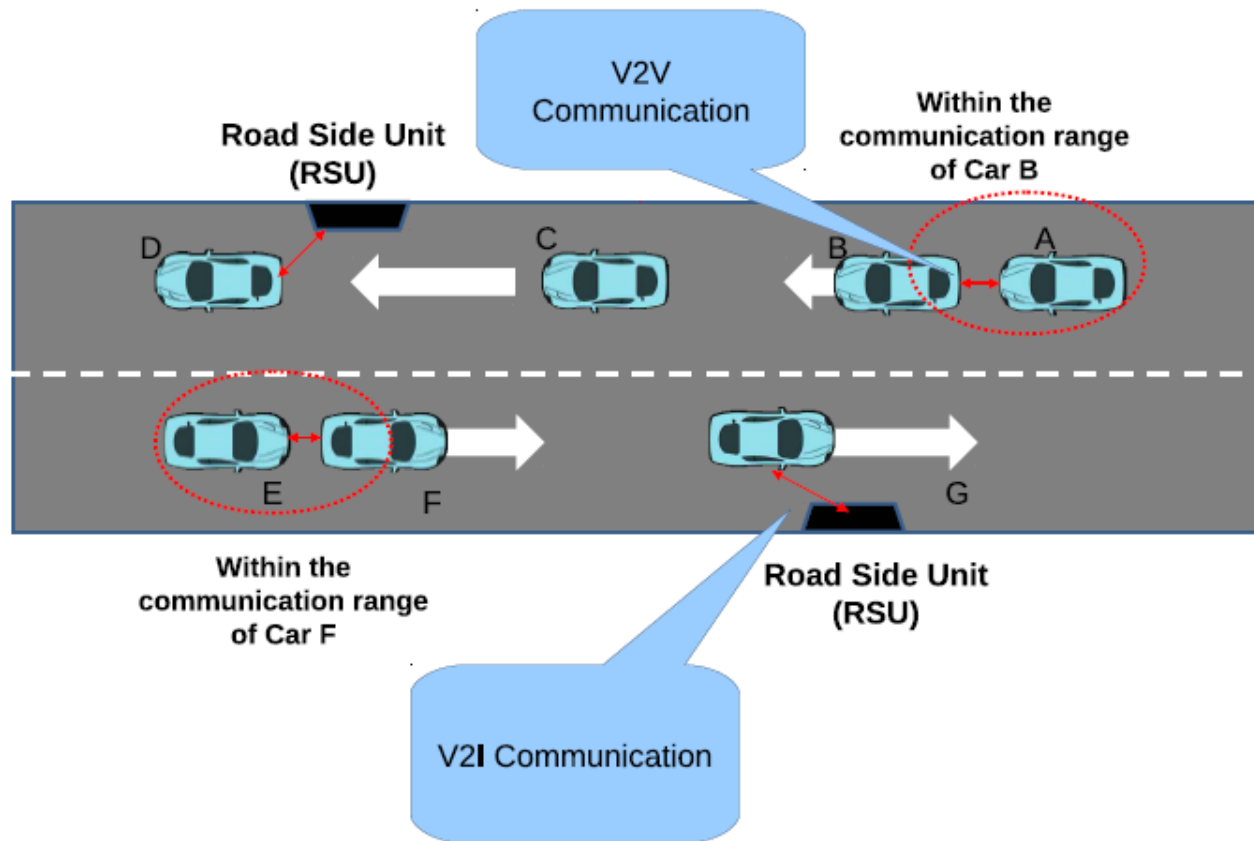 V2V
Communication
Within the
communication range
of Car B
Road Side Unit
(RSU)
D
C
B
A
E
F
G
Within the
communication range
of Car F
Road Side Unit
(RSU)
V2I Communication